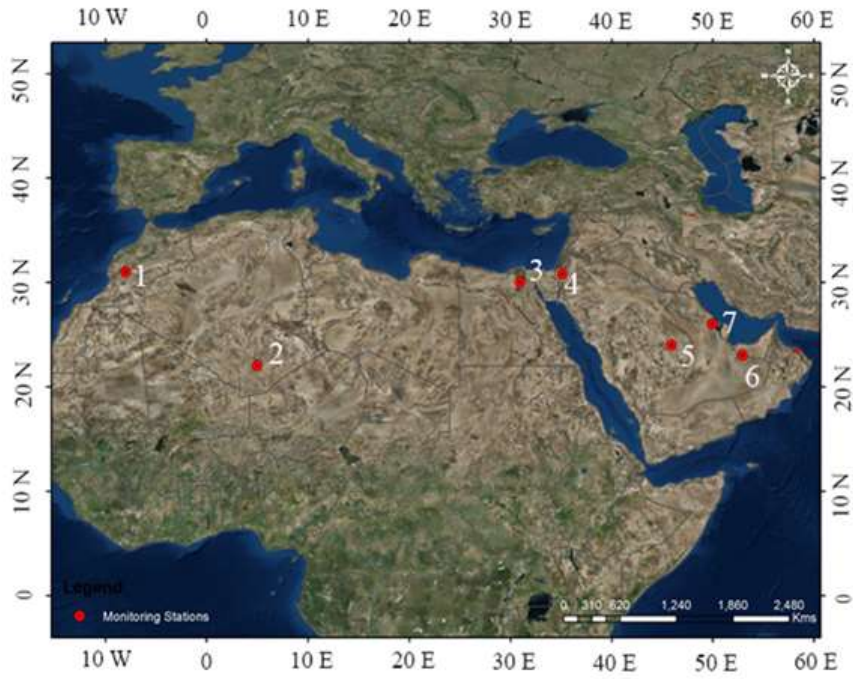 10 W 0 10 E 20 E 30 E 40 E 50 E 60 E
N
50 N 50 N
40 N 40 N
30 N 30 N
20 N 20 N
10 N 10 N
0 0
1
2
3
4
5
6
7
Legend
Monitoring Stations
0 310 620 1,240 1,860 2,480
Kms
10 W 0 10 E 20 E 30 E 40 E 50 E 60 E